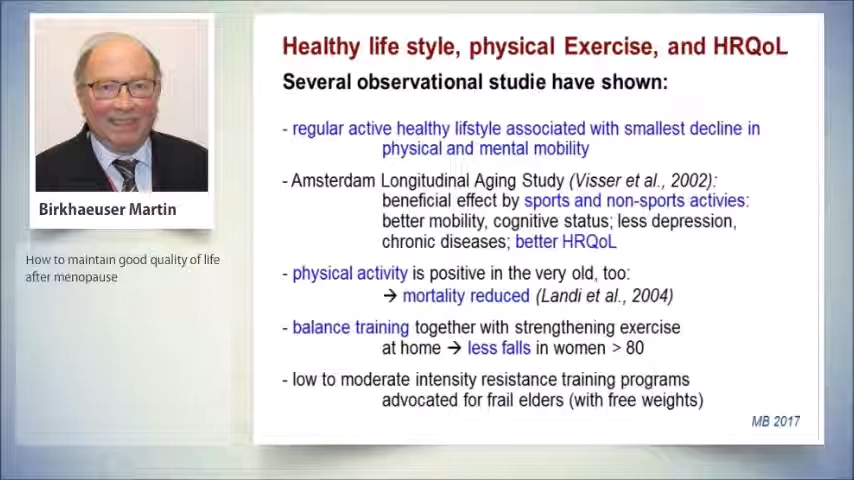 Healthy life style, physical Exercise, and HRQoL
Several observational studie have shown:
- regular active healthy lifstyle associated with smallest decline in
physical and mental mobility
- Amsterdam Longitudinal Aging Study (Visser et al., 2002):
beneficial effect by sports and non-sports activies:
better mobility, cognitive status; less depression,
chronic diseases; better HRQoL
- physical activity is positive in the very old, too:
→ mortality reduced (Landi et al., 2004)
- balance training together with strengthening exercise
at home → less falls in women > 80
- low to moderate intensity resistance training programs
advocated for frail elders (with free weights)
MB 2017
Birkhaeuser Martin
How to maintain good quality of life
after menopause